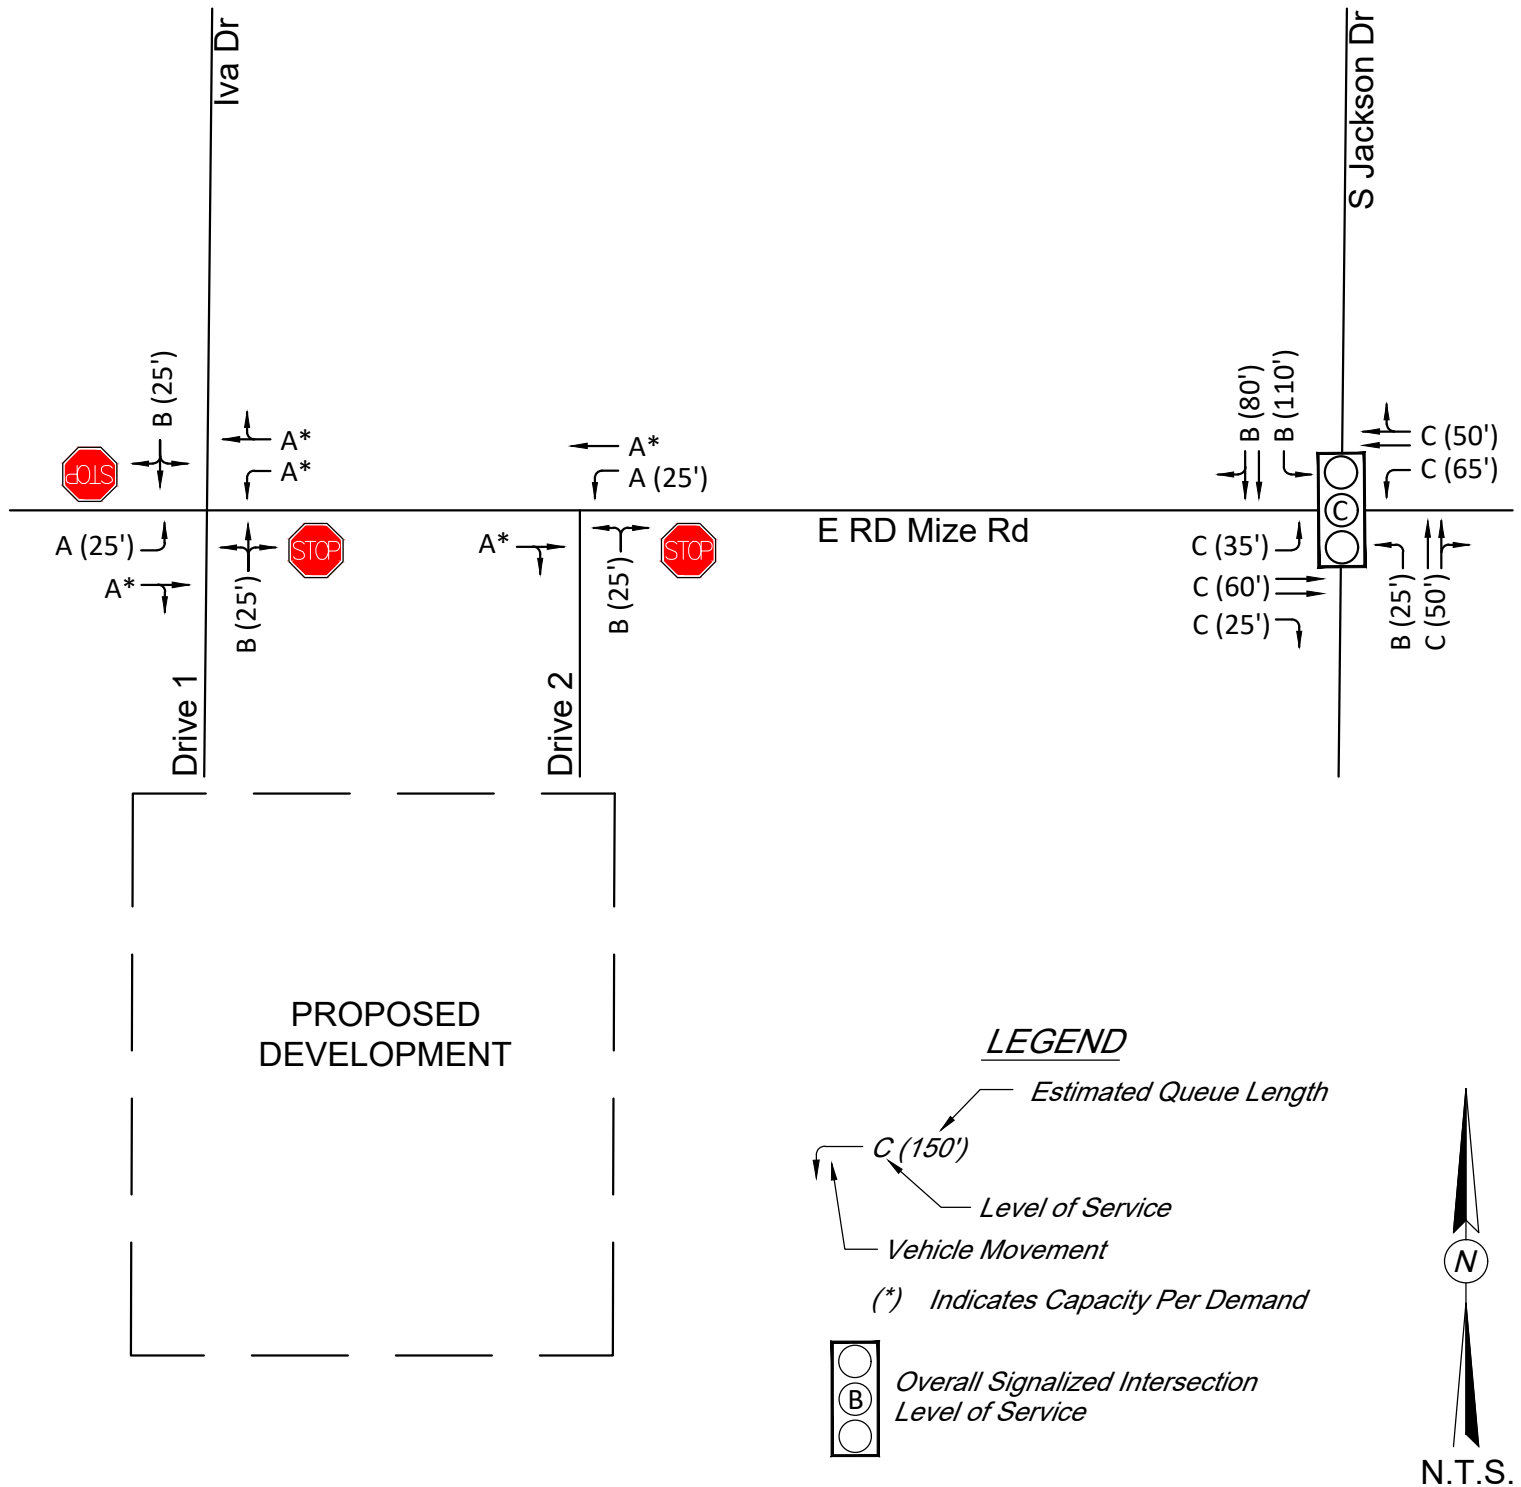 Iva Dr
S Jackson Dr
B (25')
A*
A*
STOP
A*
A (25')
B (80')
B (110')
C (50')
C (65')
C
A (25')
A*
B (25')
STOP
A*
B (25')
STOP
E RD Mize Rd
C (35')
C (60')
C (25')
B (25')
C (50')
Drive 1
Drive 2
PROPOSED
DEVELOPMENT
LEGEND
Estimated Queue Length
C (150')
Level of Service
Vehicle Movement
(*) Indicates Capacity Per Demand
B
Overall Signalized Intersection
Level of Service
N
N.T.S.